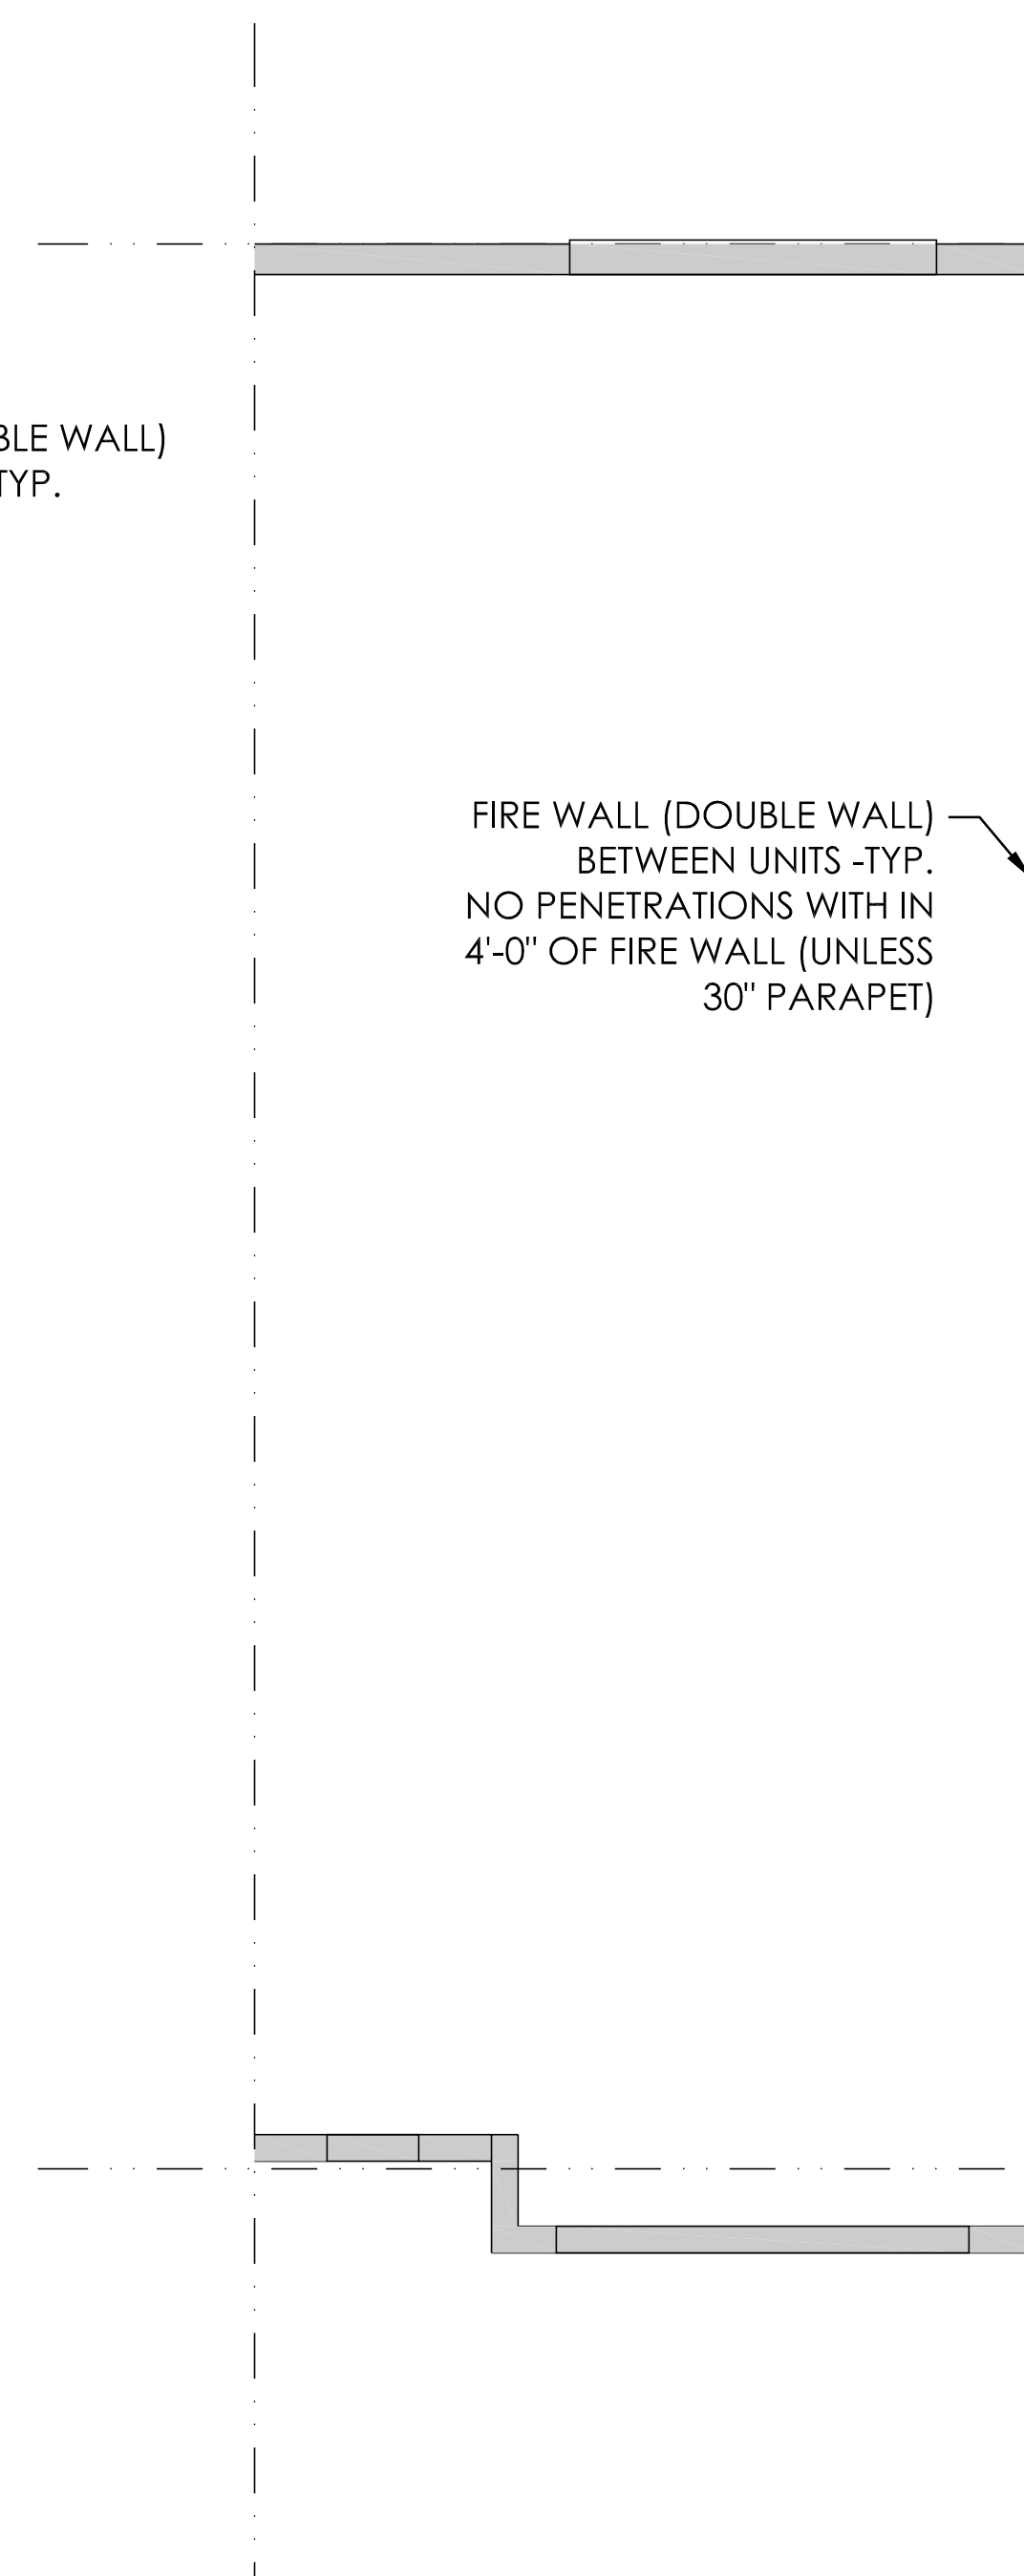 WALL)
TYP.
FIRE WALL (DOUBLE WALL)
BETWEEN UNITS -TYP.
NO PENETRATIONS WITH IN
4'-0" OF FIRE WALL (UNLESS
30" PARAPET)